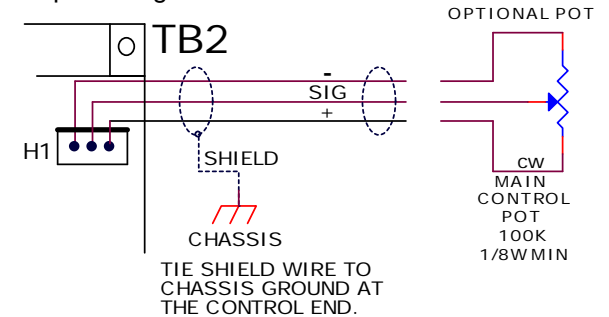 OPTIONAL POT
TB2
-
SIG
+
H1
SHIELD
CW
MAIN
CONTROL
POT
100K
1/8W MIN
CHASSIS
TIE SHIELD WIRE TO
CHASSIS GROUND AT
THE CONTROL END.